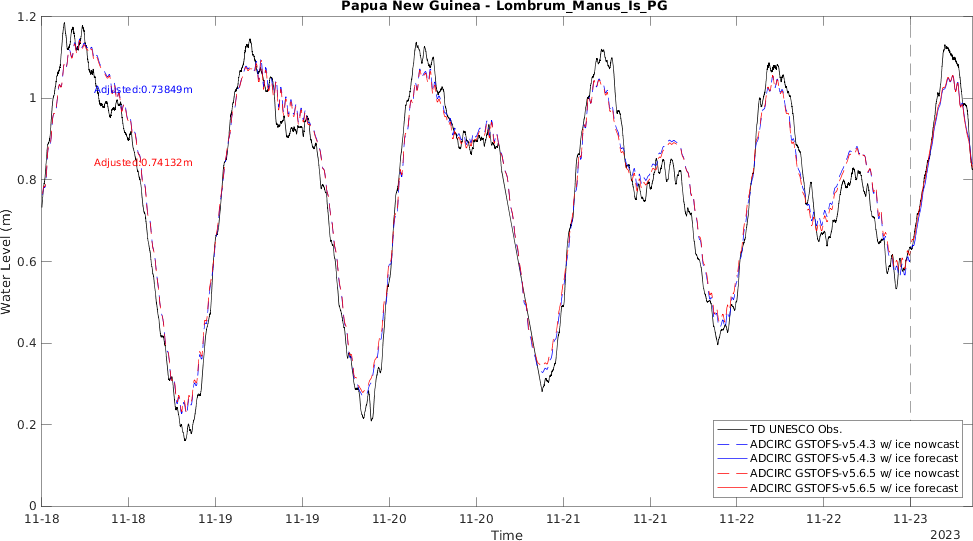 Papua New Guinea - Lombrum_Manus_Is_PG
1.2
1
0.8
0.6
0.4
0.2
0
Water Level (m)
Adjusted:0.73849m
Adjusted:0.74132m
TD UNESCO Obs.
ADCIRC GSTOFS-v5.4.3 w/ ice nowcast
ADCIRC GSTOFS-v5.4.3 w/ ice forecast
ADCIRC GSTOFS-v5.6.5 w/ ice nowcast
ADCIRC GSTOFS-v5.6.5 w/ ice forecast
11-18 11-18 11-19 11-19 11-20 11-20 11-21 11-21 11-22 11-22 11-23
Time
2023